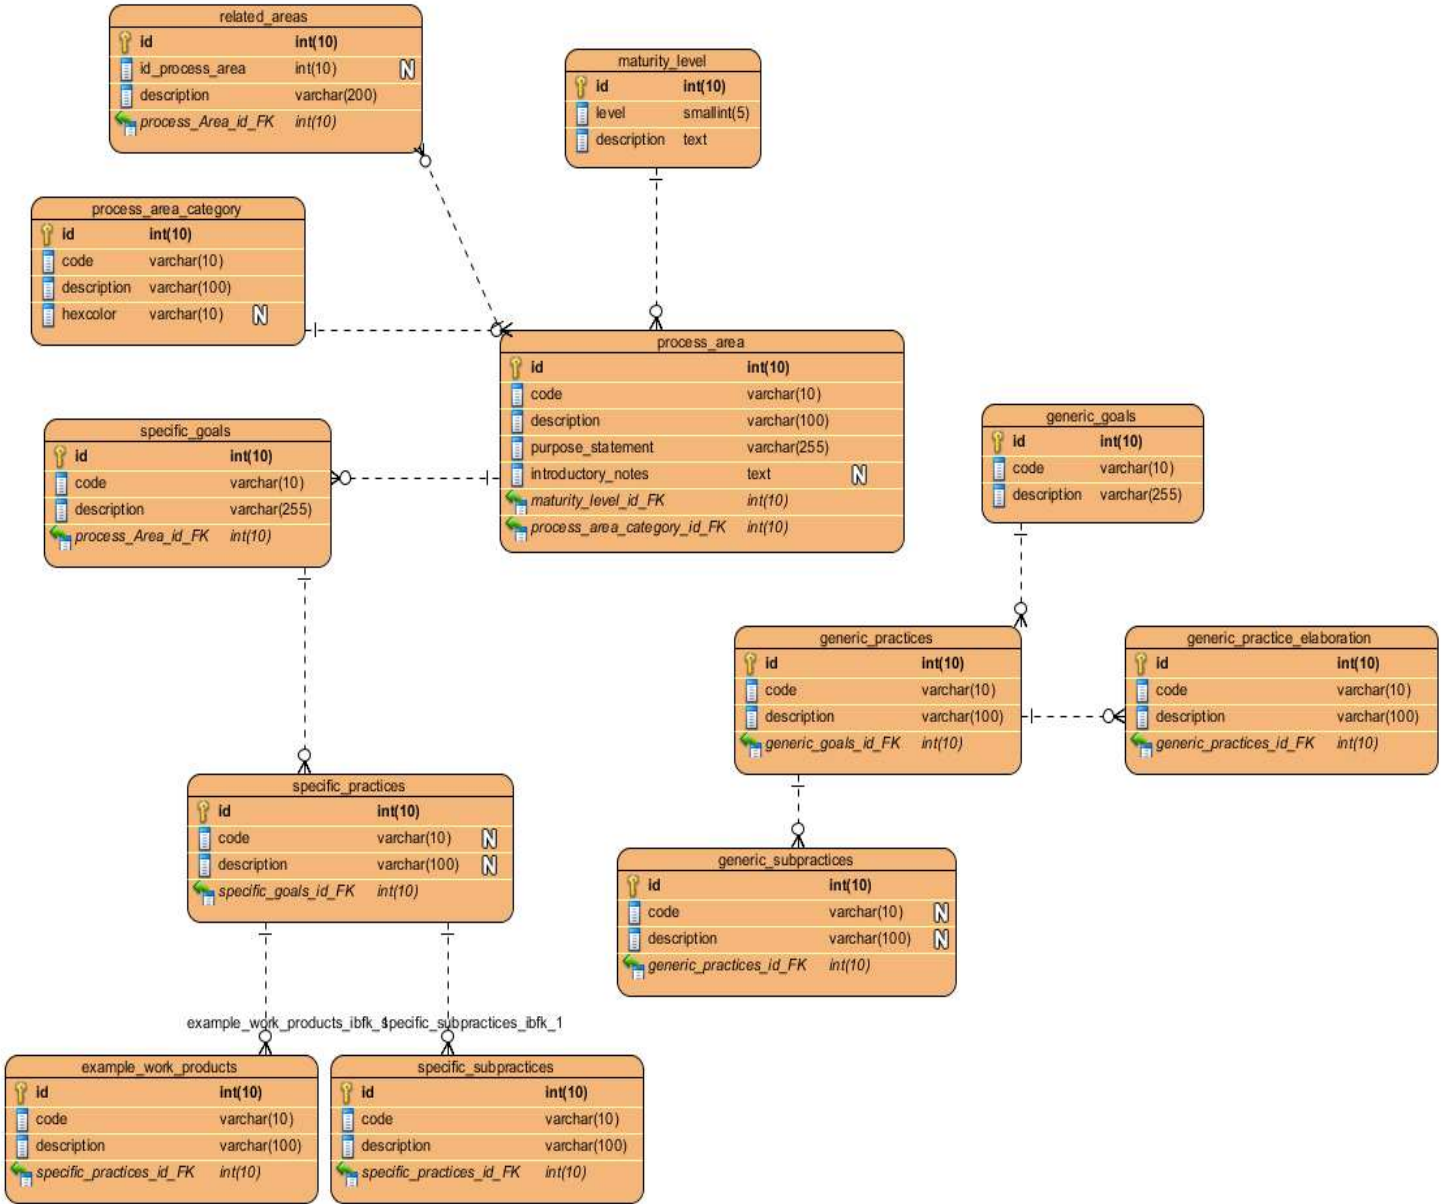 related_areas
id int(10)
id_process_area int(10) N
description varchar(200)
process_Area_id_FK int(10)
maturity_level
id int(10)
level smallint(5)
description text
process_area_category
id int(10)
code varchar(10)
description varchar(100)
hexcolor varchar(10) N
process_area
id int(10)
code varchar(10)
description varchar(100)
purpose_statement varchar(255)
introductory_notes text N
maturity_level_id_FK int(10)
process_area_category_id_FK int(10)
specific_goals
id int(10)
code varchar(10)
description varchar(255)
process_Area_id_FK int(10)
generic_goals
id int(10)
code varchar(10)
description varchar(255)
generic_practices
id int(10)
code varchar(10)
description varchar(100)
generic_goals_id_FK int(10)
generic_practice_elaboration
id int(10)
code varchar(10)
description varchar(100)
generic_practices_id_FK int(10)
specific_practices
id int(10)
code varchar(10) N
description varchar(100) N
specific_goals_id_FK int(10)
generic_subpractices
id int(10)
code varchar(10) N
description varchar(100) N
generic_practices_id_FK int(10)
example_work_products_ibfk_1
specific_subpractices_ibfk_1
example_work_products
id int(10)
code varchar(10)
description varchar(100)
specific_practices_id_FK int(10)
specific_subpractices
id int(10)
code varchar(10)
description varchar(100)
specific_practices_id_FK int(10)